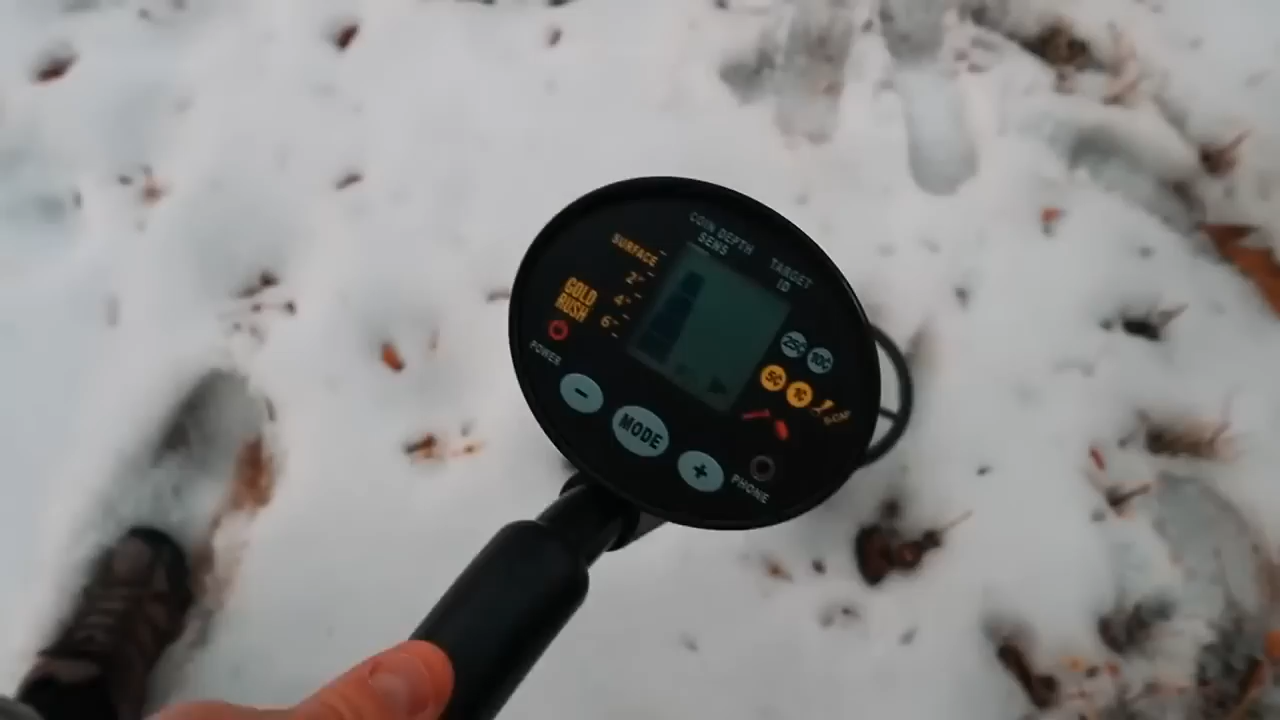 COIN DEPTH
SENS
TARGET
ID
SURFACE
2"
4"
6"
GOLD
RUSH
POWER
25¢
10¢
5¢
1¢
B-CAP
-
MODE
+
PHONE